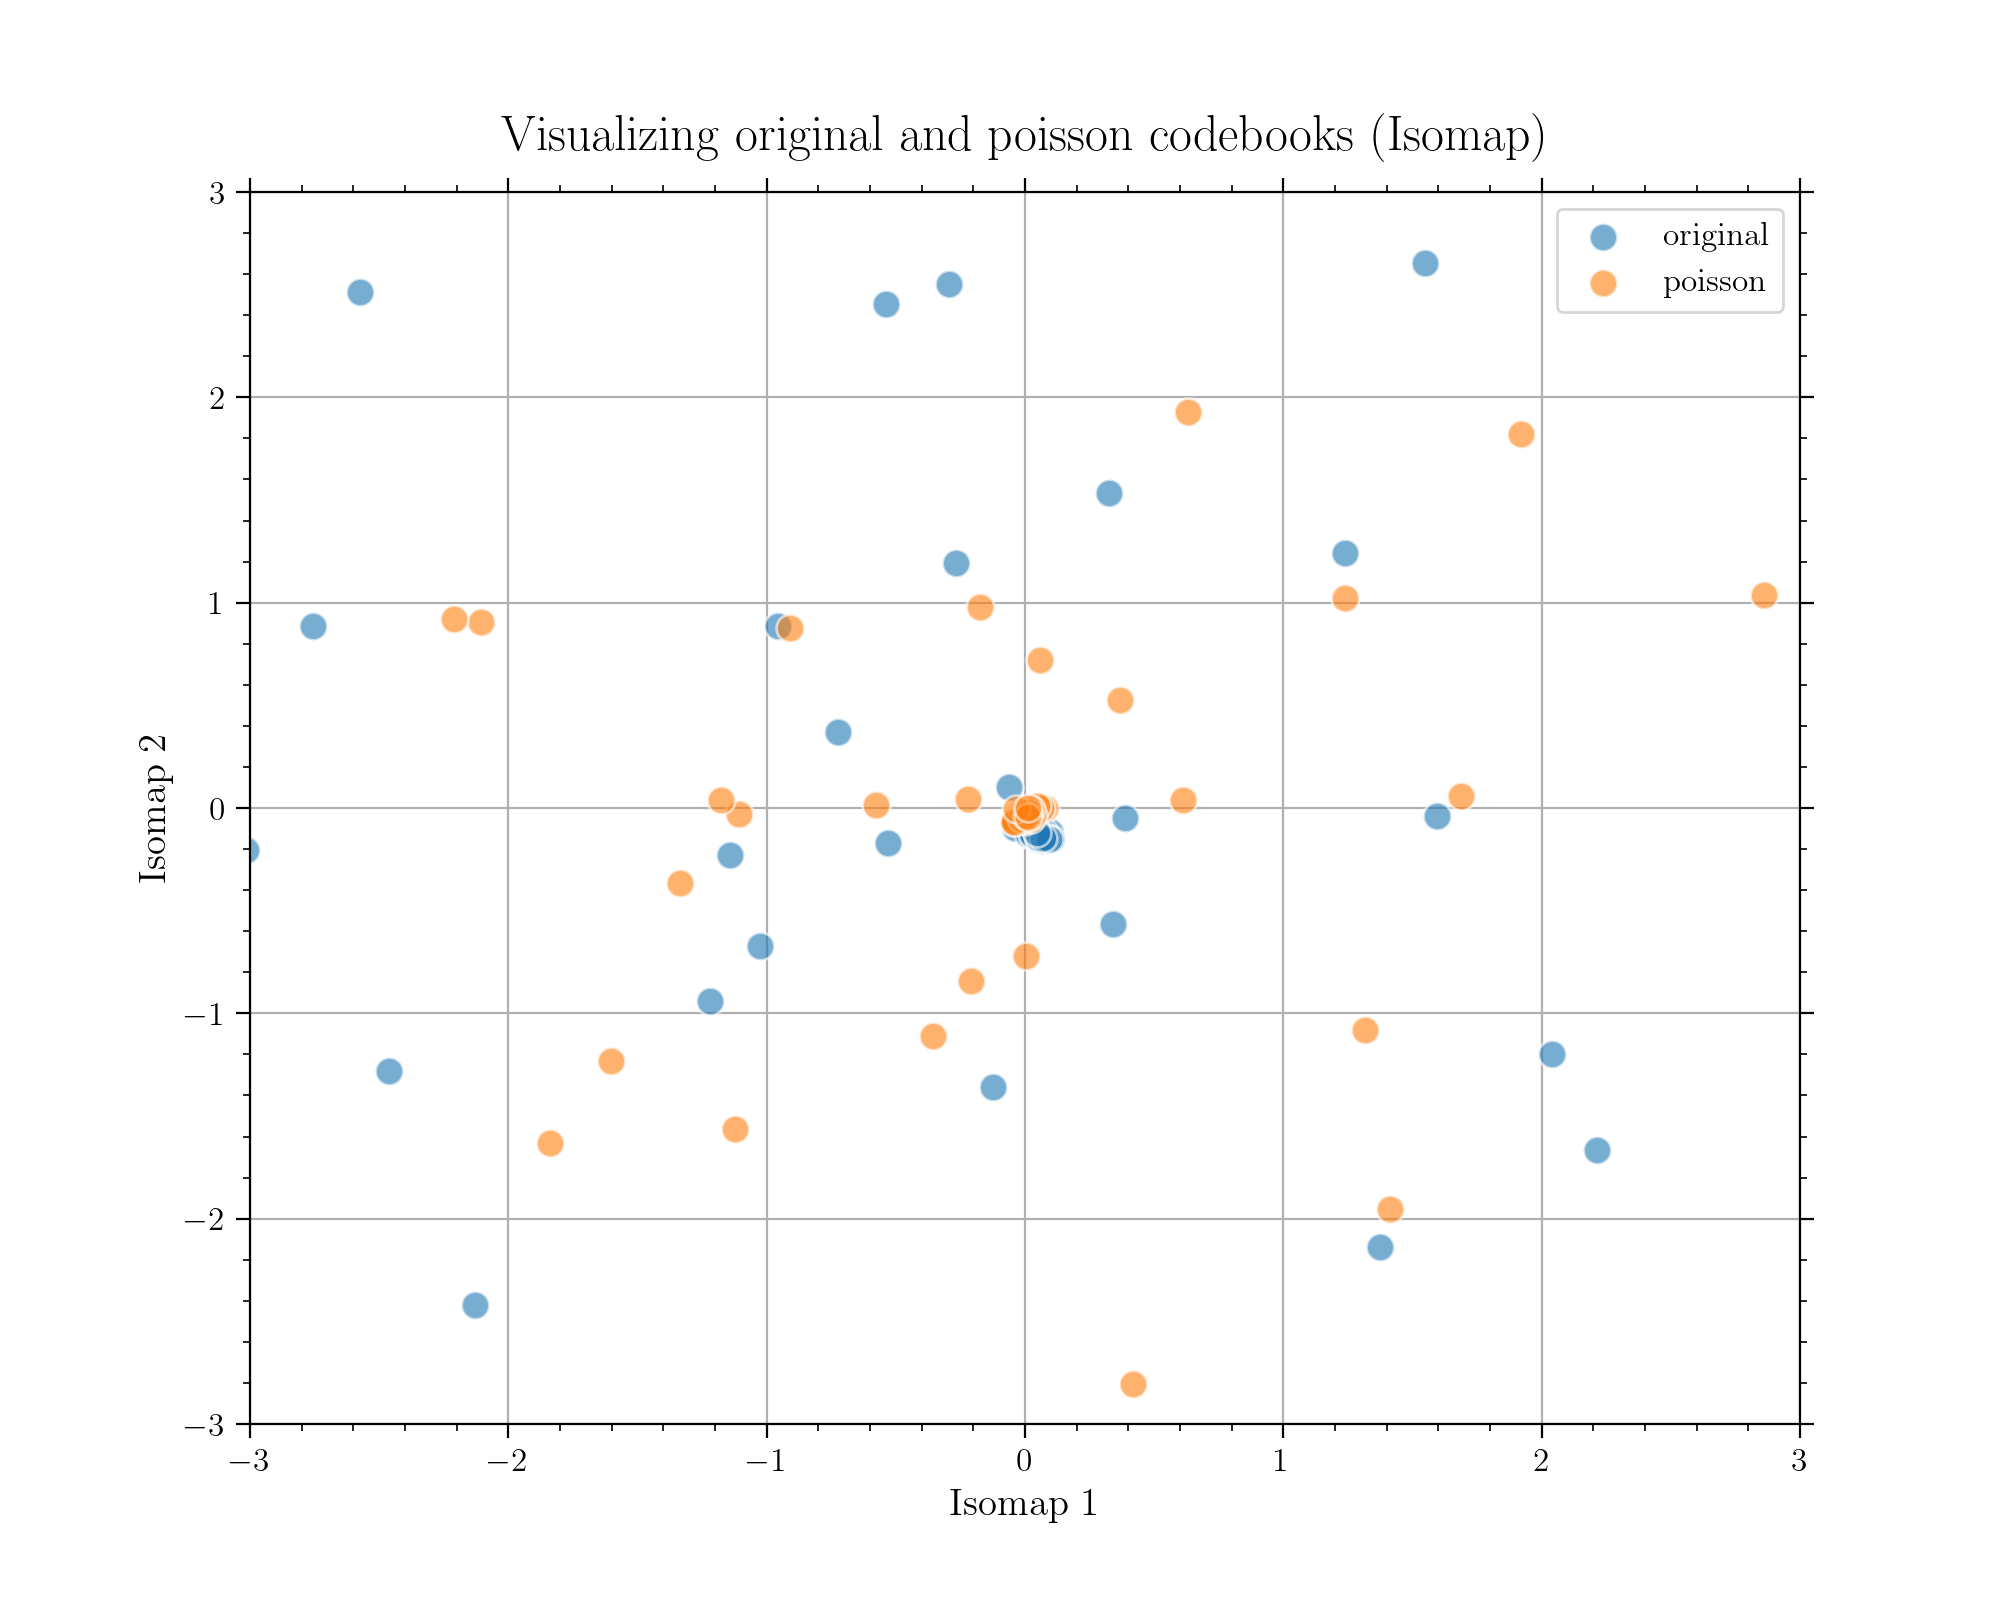 Visualizing original and poisson codebooks (Isomap)
original
poisson
3
2
1
0
−1
−2
−3
Isomap 2
−3
−2
−1
0
1
2
3
Isomap 1